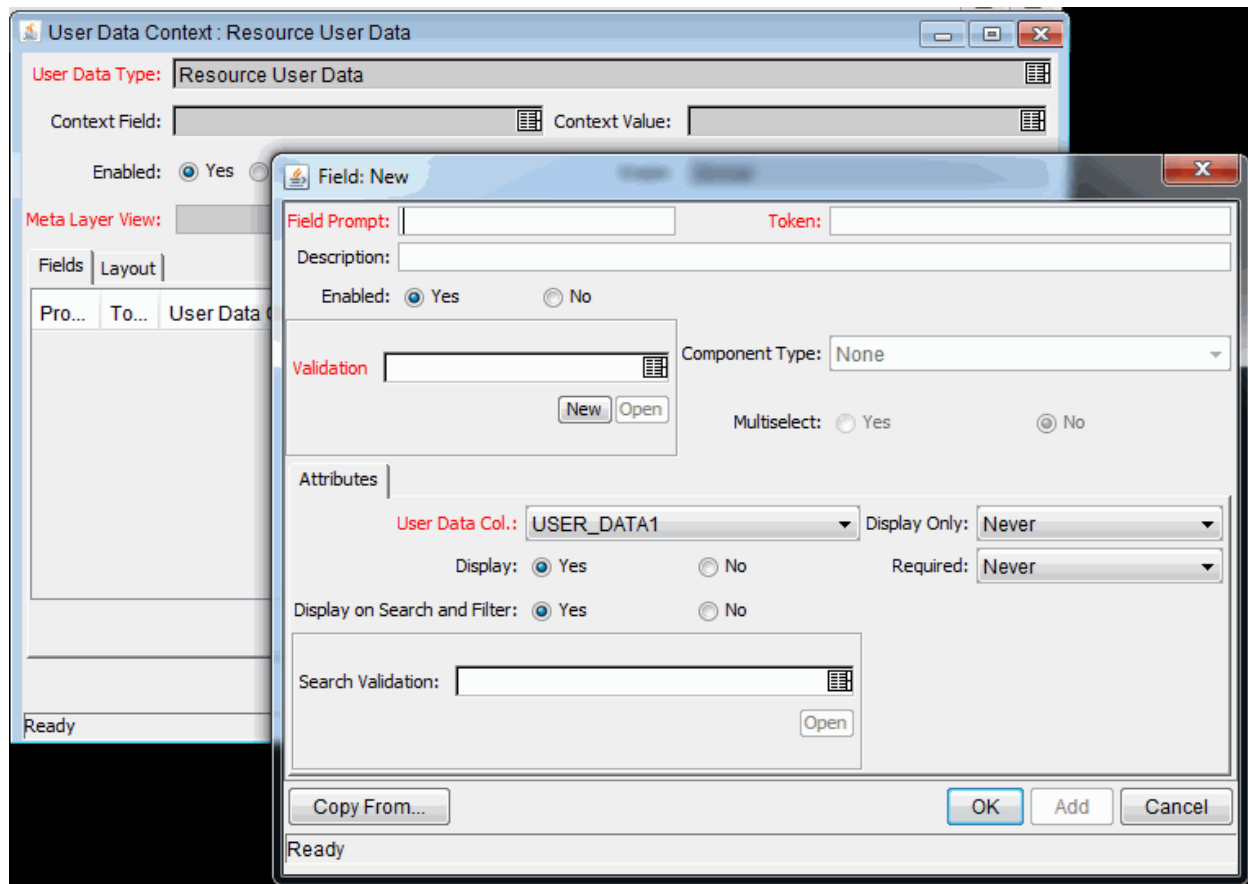 User Data Context : Resource User Data
User Data Type: Resource User Data
Context Field: Context Value:
Enabled: Yes
Meta Layer View:
Fields Layout
Pro... To... User Data
Ready
Field: New
Field Prompt: Token:
Description:
Enabled: Yes No
Validation
Component Type: None
New Open
Multiselect: Yes No
Attributes
User Data Col.: USER_DATA1 Display Only: Never
Display: Yes No Required: Never
Display on Search and Filter: Yes No
Search Validation:
Open
Copy From... OK Add Cancel
Ready